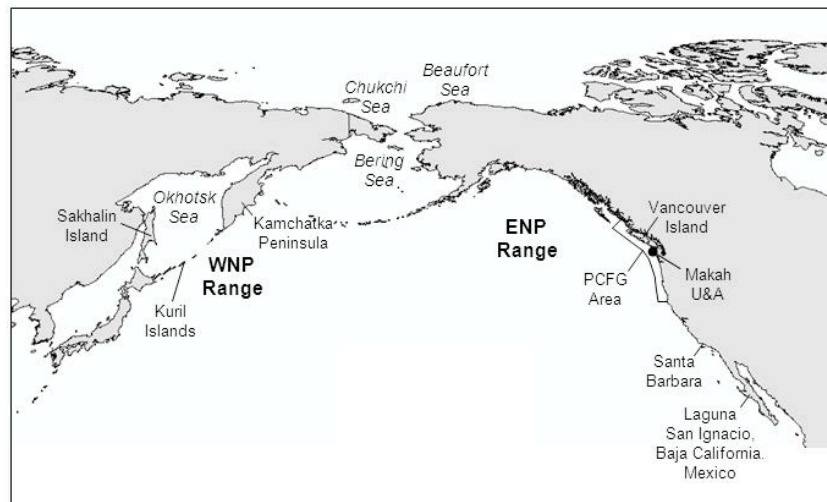 Chukchi
Sea
Beaufort
Sea
Bering
Sea
Okhotsk
Sea
Sakhalin
Island
Kamchatka
Peninsula
WNP
Range
Kuril
Islands
ENP
Range
Vancouver
Island
PCFG
Area
Makah
U&A
Santa
Barbara
Laguna
San Ignacio,
Baja California.
Mexico